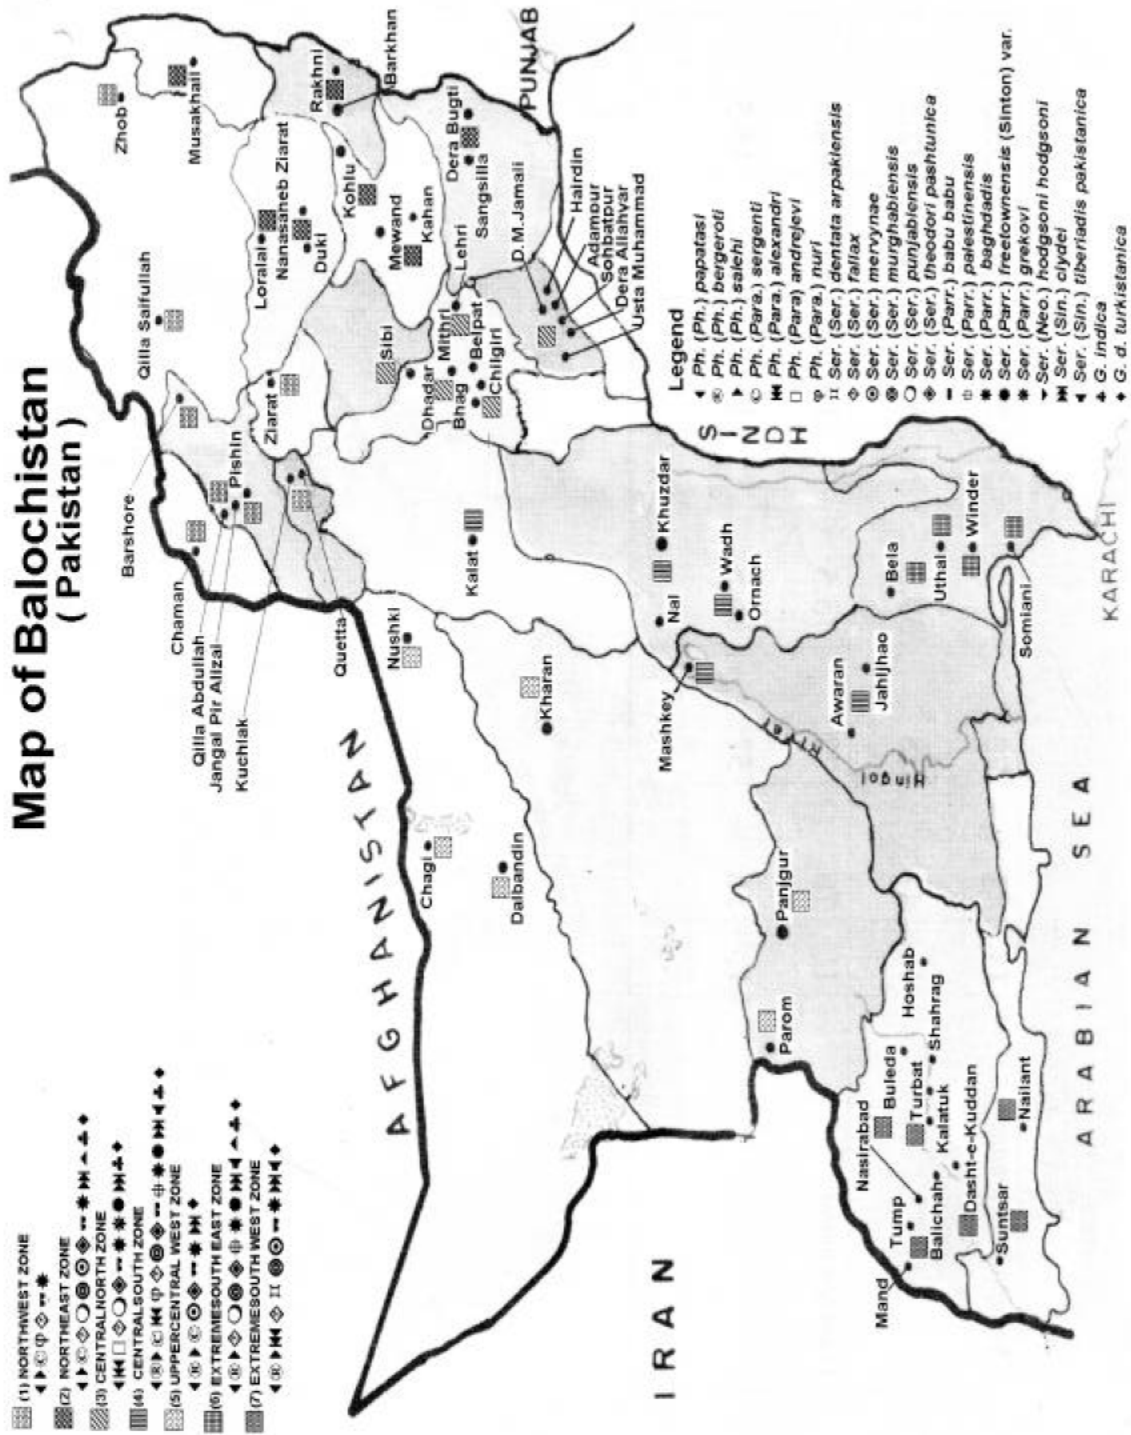 Map of Balochistan
( Pakistan )
(1) NORTHWEST ZONE
(2) NORTHEAST ZONE
(3) CENTRALNORTH ZONE
(4) CENTRALSOUTH ZONE
(5) UPPERCENTRAL WEST ZONE
(6) EXTREMESOUTH EAST ZONE
(7) EXTREMESOUTH WEST ZONE
AFGHANISTAN
IRAN
ARABIAN SEA
PUNJAB
SINDH
KARACHI
Zhob
Musakhail
Qilla Saifullah
Barshore
Chaman
Qilla Abdullah
Jangal Pir Alizai
Kuchlak
Pishin
Quetta
Ziarat
Loralai
Nanasaneb Ziarat
Duki
Rakhni
Barkhan
Kohlu
Mewand
Kahan
Dera Bugti
Sangsilla
Lehri
Sibi
Dhadar
Mithri
Bhag
Belpat
Chilgiri
D.M.Jamali
Hairdin
Adampur
Sohbatpur
Dera Allahyar
Usta Muhammad
Nushki
Kalat
Kharan
Chagi
Dalbandin
Khuzdar
Wadh
Nal
Ornach
Mashkey
Awaran
Jahljhao
Hingol
Bela
Uthal
Winder
Somiani
Panjgur
Parom
Hoshab
Shahrag
Buleda
Turbat
Kalatuk
Nasirabad
Dasht-e-Kuddan
Balichah
Tump
Mand
Nailant
Suntsar
Legend
Ph. (Ph.) papatasi
Ph. (Ph.) bergeroti
Ph. (Ph.) salehi
Ph. (Para.) sergenti
Ph. (Para.) alexandri
Ph. (Para) andrejevi
Ph. (Para.) nuri
Ser. (Ser.) dentata arpaklensis
Ser. (Ser.) fallax
Ser. (Ser.) mervynae
Ser. (Ser.) murghabiensis
Ser. (Ser.) punjabiensis
Ser. (Ser.) theodori pashtunica
Ser. (Parr.) babu babu
Ser. (Parr.) palestinensis
Ser. (Parr.) baghdadis
Ser. (Parr.) freetownensis (Sinton) var.
Ser. (Parr.) grekovi
Ser. (Neo.) hodgsoni hodgsoni
Ser. (Sin.) clydei
Ser. (Sin.) tiberiadis pakistanica
G. indica
G. d. turkistanica